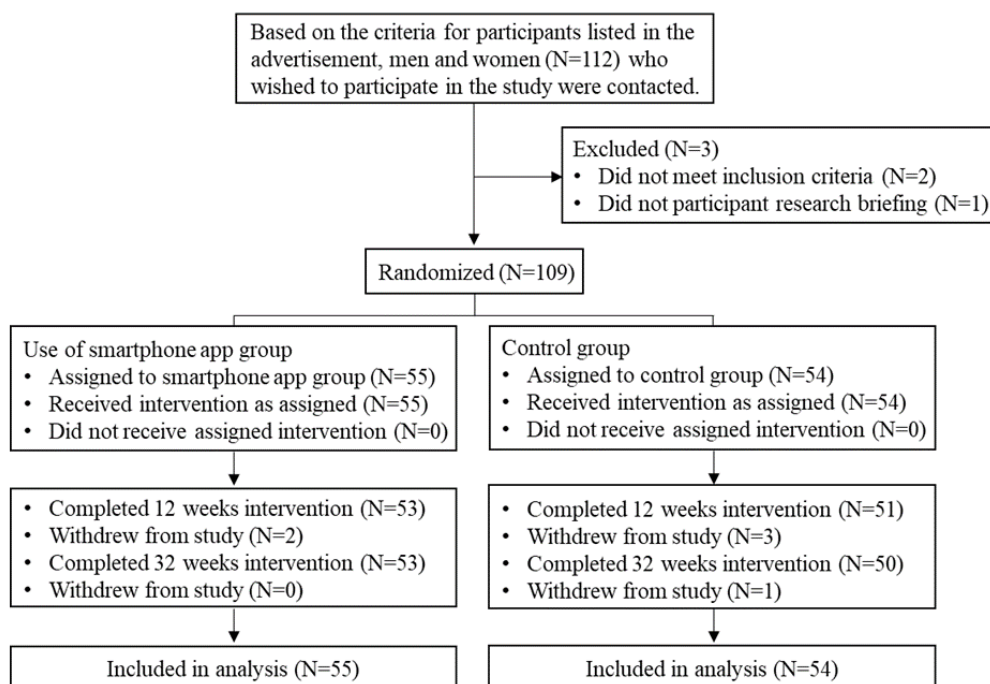 Based on the criteria for participants listed in the
advertisement, men and women (N=112) who
wished to participate in the study were contacted.
Excluded (N=3)
• Did not meet inclusion criteria (N=2)
• Did not participant research briefing (N=1)
Randomized (N=109)
Use of smartphone app group
• Assigned to smartphone app group (N=55)
• Received intervention as assigned (N=55)
• Did not receive assigned intervention (N=0)
Control group
• Assigned to control group (N=54)
• Received intervention as assigned (N=54)
• Did not receive assigned intervention (N=0)
• Completed 12 weeks intervention (N=53)
• Withdrew from study (N=2)
• Completed 32 weeks intervention (N=53)
• Withdrew from study (N=0)
• Completed 12 weeks intervention (N=51)
• Withdrew from study (N=3)
• Completed 32 weeks intervention (N=50)
• Withdrew from study (N=1)
Included in analysis (N=55)
Included in analysis (N=54)